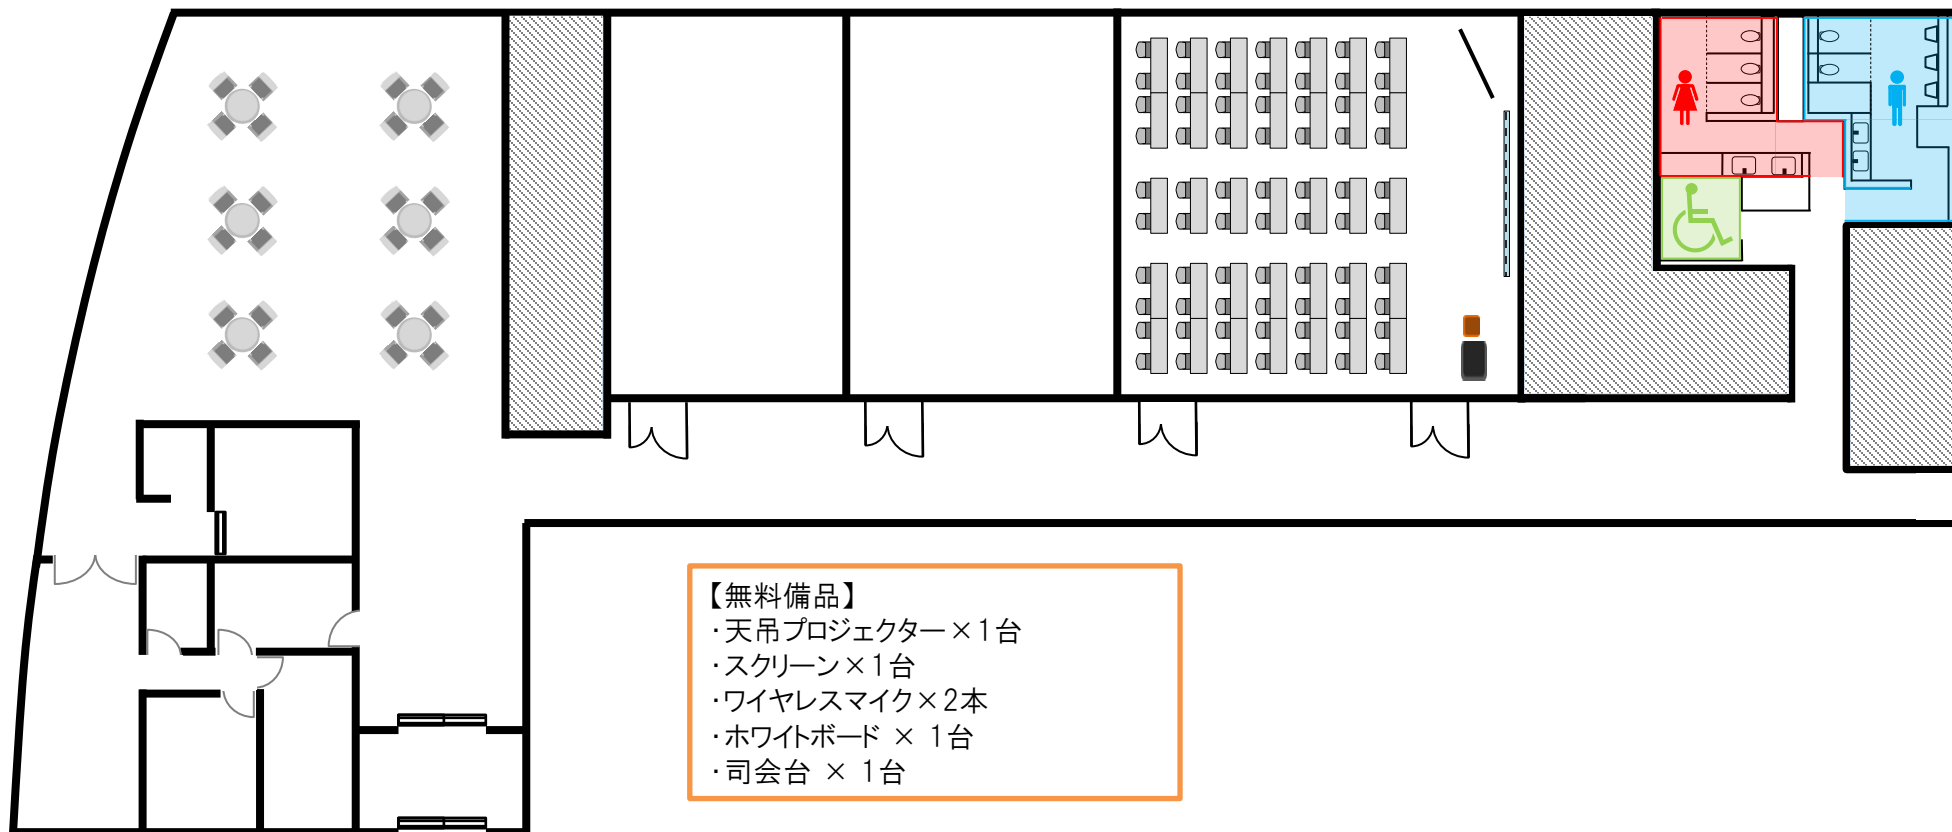 【無料備品】
・天吊プロジェクター×1台
・スクリーン×1台
・ワイヤレスマイク×2本
・ホワイトボード × 1台
・司会台 × 1台